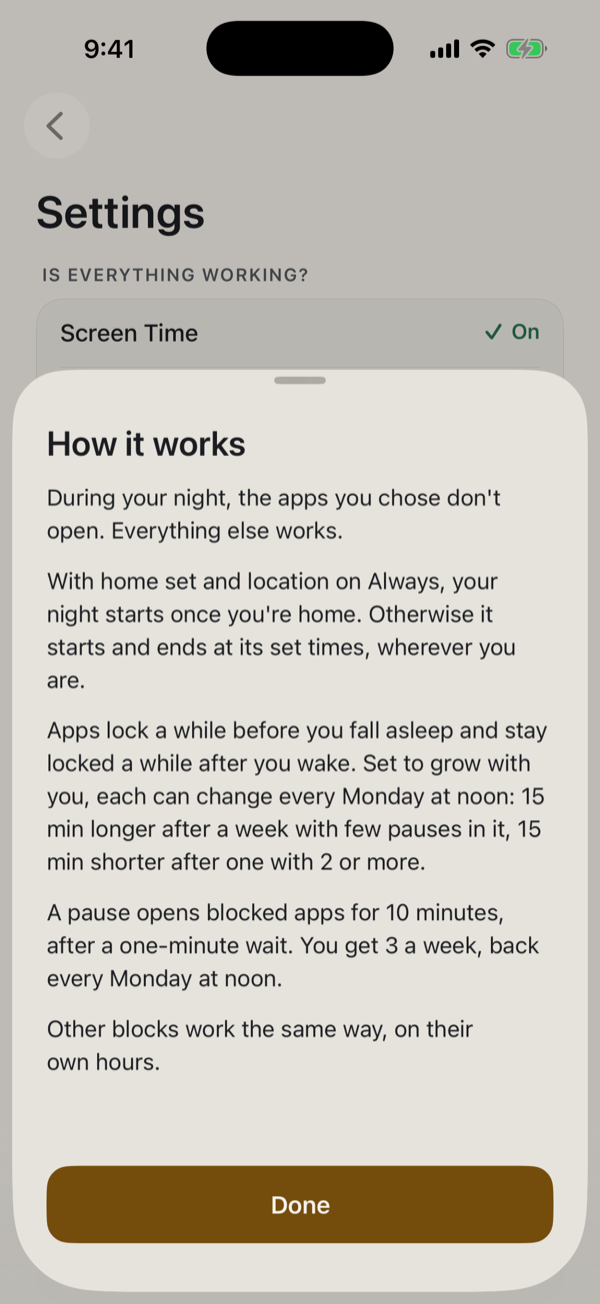 9:41
Settings
IS EVERYTHING WORKING?
Screen Time
On
How it works
During your night, the apps you chose don't
open. Everything else works.
With home set and location on Always, your
night starts once you're home. Otherwise it
starts and ends at its set times, wherever you
are.
Apps lock a while before you fall asleep and stay
locked a while after you wake. Set to grow with
you, each can change every Monday at noon: 15
min longer after a week with few pauses in it, 15
min shorter after one with 2 or more.
A pause opens blocked apps for 10 minutes,
after a one-minute wait. You get 3 a week, back
every Monday at noon.
Other blocks work the same way, on their
own hours.
Done